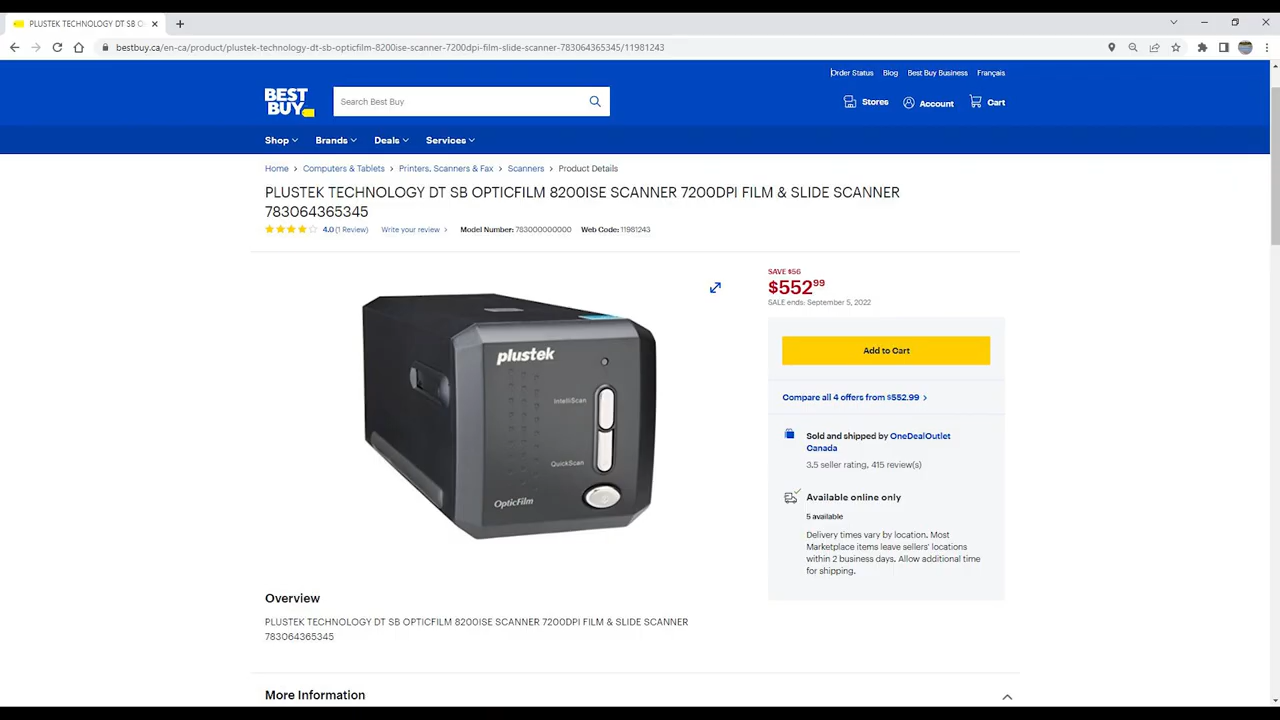 PLUSTEK TECHNOLOGY DT SB O
bestbuy.ca/en-ca/product/plustek-technology-dt-sb-opticfilm-8200ise-scanner-7200dpi-film-slide-scanner-783064365345/11981243
Order Status Blog Best Buy Business Français
BEST
BUY
Search Best Buy
Stores Account Cart
Shop Brands Deals Services
Home > Computers & Tablets > Printers, Scanners & Fax > Scanners > Product Details
PLUSTEK TECHNOLOGY DT SB OPTICFILM 8200ISE SCANNER 7200DPI FILM & SLIDE SCANNER
783064365345
4.0 (1 Review) Write your review > Model Number: 783000000000 Web Code: 11981243
SAVE $56
$552.99
SALE ends: September 5, 2022
Add to Cart
Compare all 4 offers from $552.99 >
Sold and shipped by OneDealOutlet
Canada
3.5 seller rating, 415 review(s)
Available online only
5 available
Delivery times vary by location. Most
Marketplace items leave sellers' locations
within 2 business days. Allow additional time
for shipping.
plustek
IntelliScan
QuickScan
OpticFilm
Overview
PLUSTEK TECHNOLOGY DT SB OPTICFILM 8200ISE SCANNER 7200DPI FILM & SLIDE SCANNER
783064365345
More Information